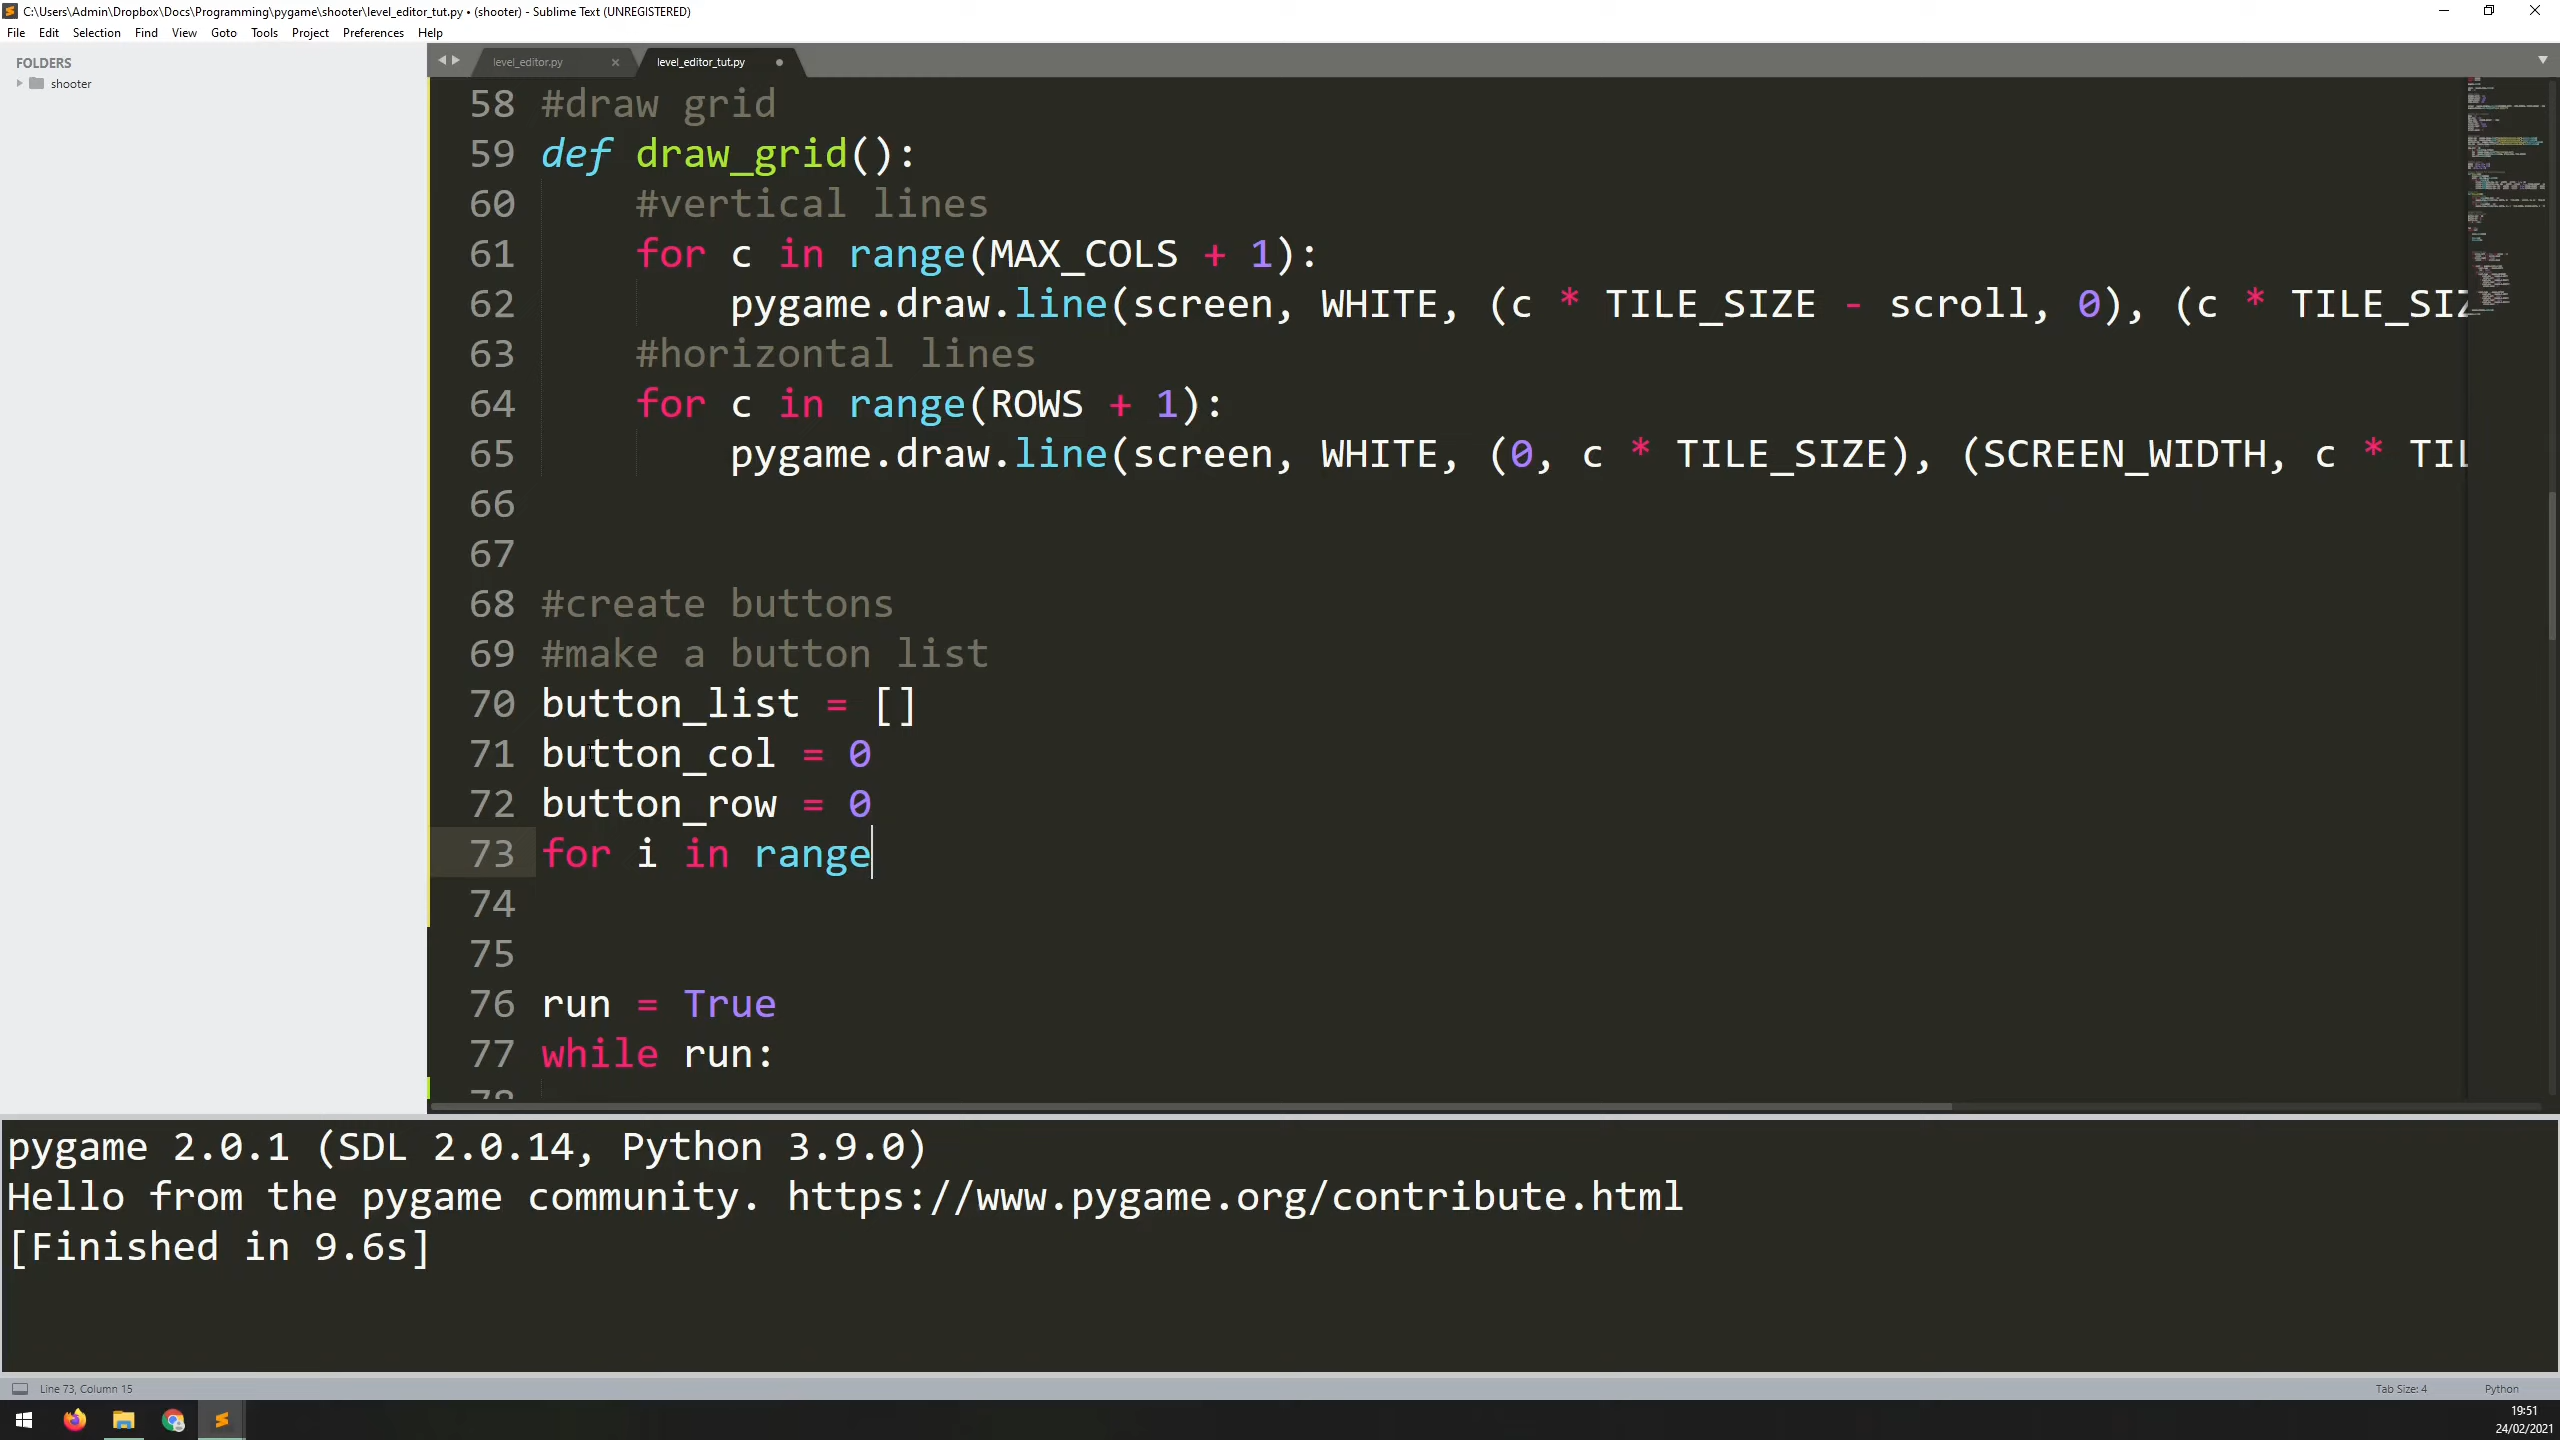 C:\Users\Admin\Dropbox\Docs\Programming\pygame\shooter\level_editor_tut.py • (shooter) - Sublime Text (UNREGISTERED)
File Edit Selection Find View Goto Tools Project Preferences Help
FOLDERS
shooter
level_editor.py
level_editor_tut.py
58 #draw grid
59 def draw_grid():
60 #vertical lines
61 for c in range(MAX_COLS + 1):
62 pygame.draw.line(screen, WHITE, (c * TILE_SIZE - scroll, 0), (c * TILE_SIZ
63 #horizontal lines
64 for c in range(ROWS + 1):
65 pygame.draw.line(screen, WHITE, (0, c * TILE_SIZE), (SCREEN_WIDTH, c * TIL
66
67
68 #create buttons
69 #make a button list
70 button_list = []
71 button_col = 0
72 button_row = 0
73 for i in range
74
75
76 run = True
77 while run:
78
pygame 2.0.1 (SDL 2.0.14, Python 3.9.0)
Hello from the pygame community. https://www.pygame.org/contribute.html
[Finished in 9.6s]
Line 73, Column 15
Tab Size: 4
Python
19:51
24/02/2021